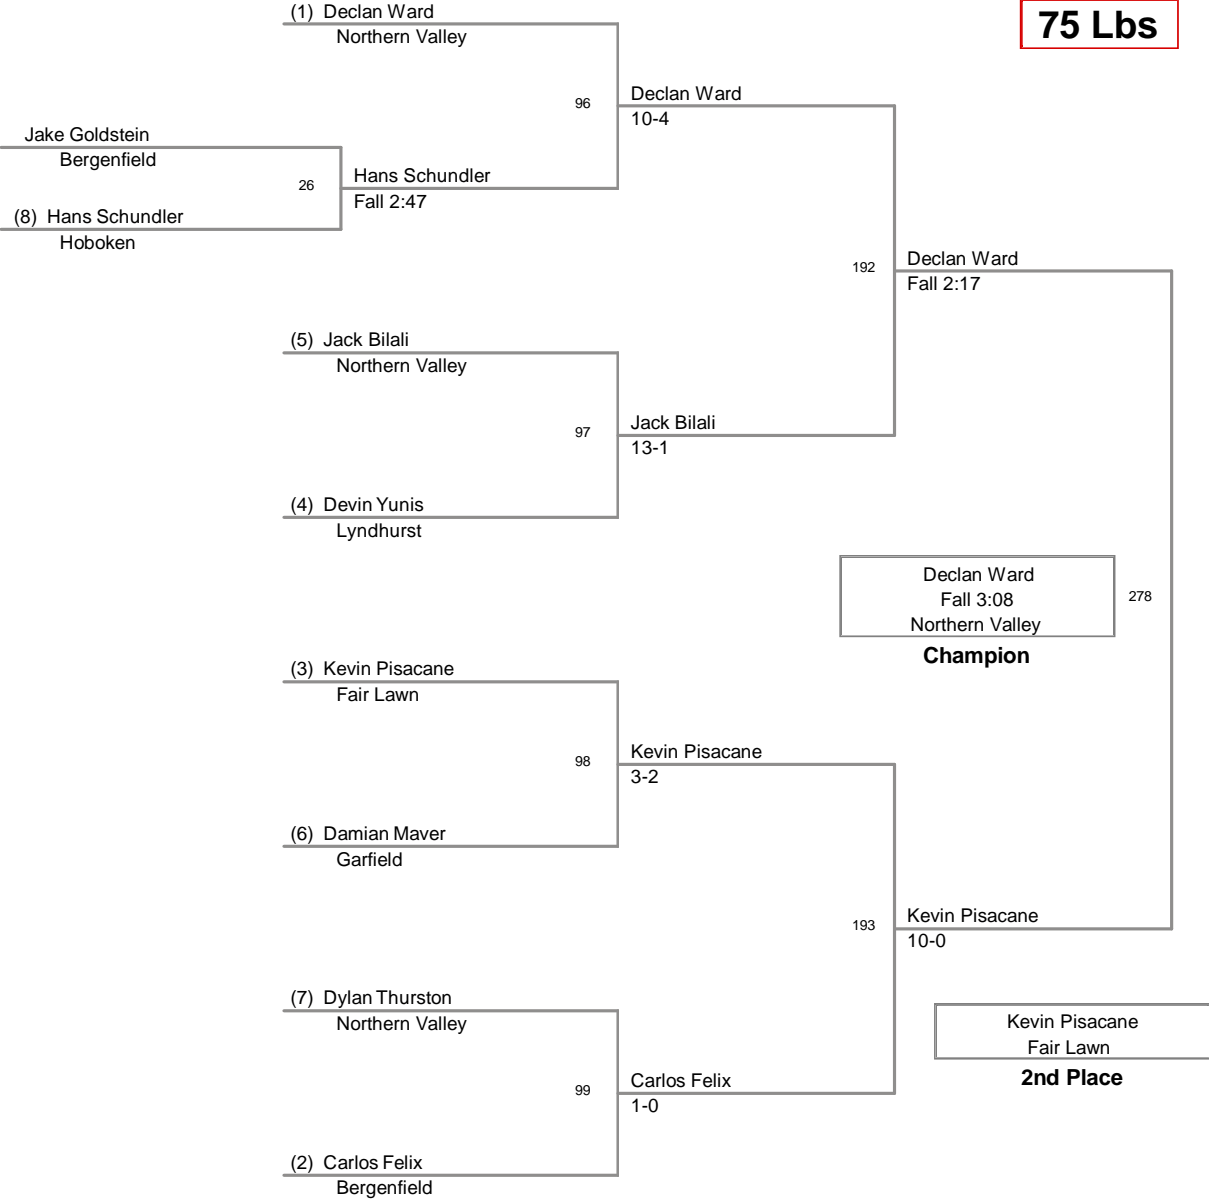 (1) Declan Ward
75 Lbs
Northern Valley
96
Declan Ward
10-4
Jake Goldstein
Bergenfield
26
Hans Schundler
Fall 2:47
(8) Hans Schundler
Hoboken
192
Declan Ward
Fall 2:17
(5) Jack Bilali
Northern Valley
97
Jack Bilali
13-1
(4) Devin Yunis
Lyndhurst
Declan Ward
Fall 3:08
Northern Valley
278
Champion
(3) Kevin Pisacane
Fair Lawn
98
Kevin Pisacane
3-2
(6) Damian Maver
Garfield
193
Kevin Pisacane
10-0
(7) Dylan Thurston
Northern Valley
Kevin Pisacane
Fair Lawn
2nd Place
99
Carlos Felix
1-0
(2) Carlos Felix
Bergenfield